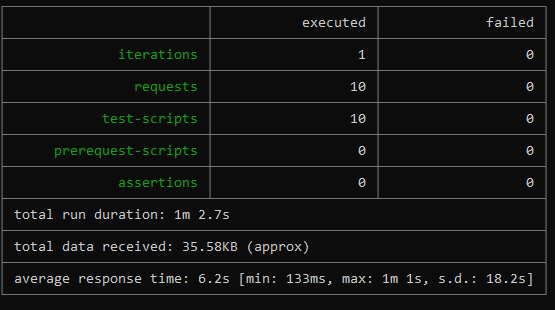 executed failed
iterations 1 0
requests 10 0
test-scripts 10 0
prerequest-scripts 0 0
assertions 0 0
total run duration: 1m 2.7s
total data received: 35.58KB (approx)
average response time: 6.2s [min: 133ms, max: 1m 1s, s.d.: 18.2s]